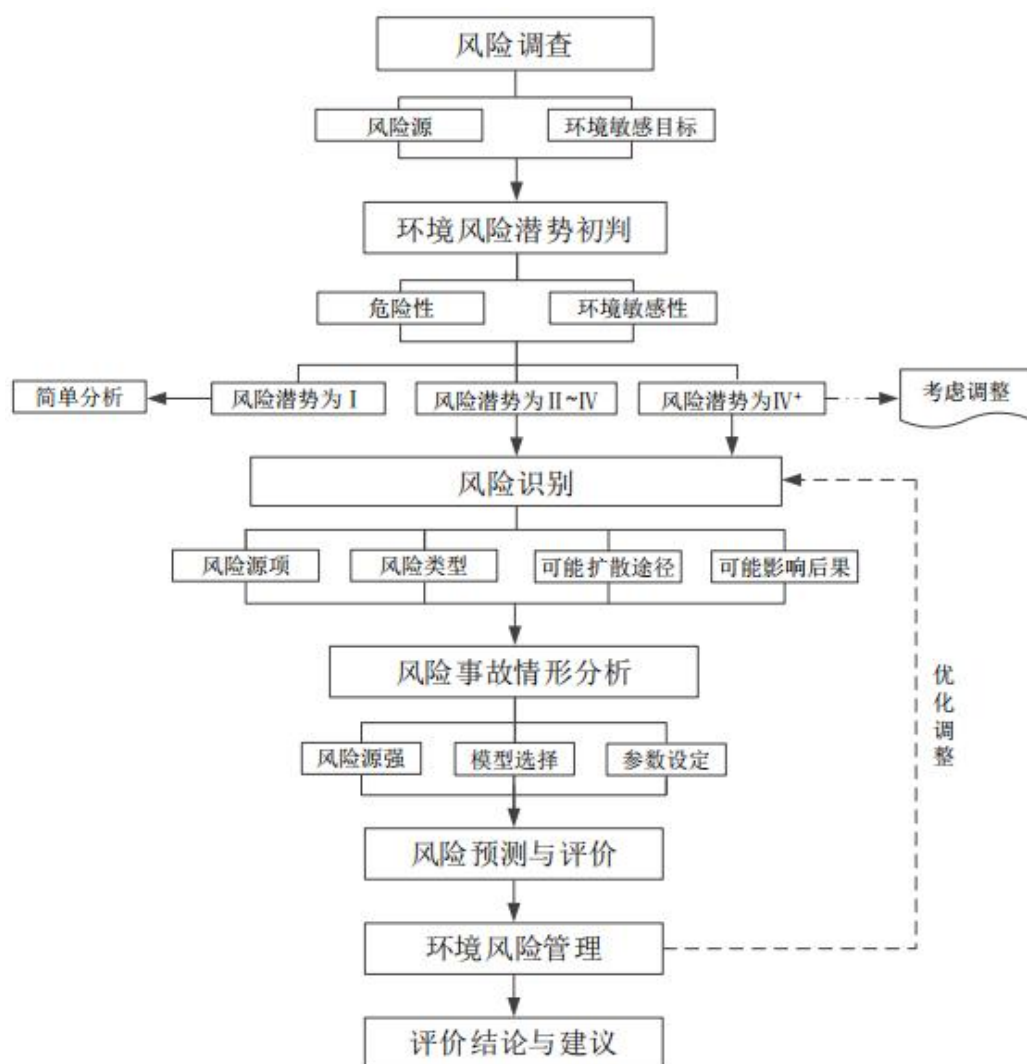 风险调查
风险源
环境敏感目标
环境风险潜势初判
危险性
环境敏感性
简单分析
风险潜势为Ⅰ
风险潜势为Ⅱ~Ⅳ
风险潜势为Ⅳ⁺
考虑调整
风险识别
风险源项
风险类型
可能扩散途径
可能影响后果
风险事故情形分析
风险源强
模型选择
参数设定
优化调整
风险预测与评价
环境风险管理
评价结论与建议